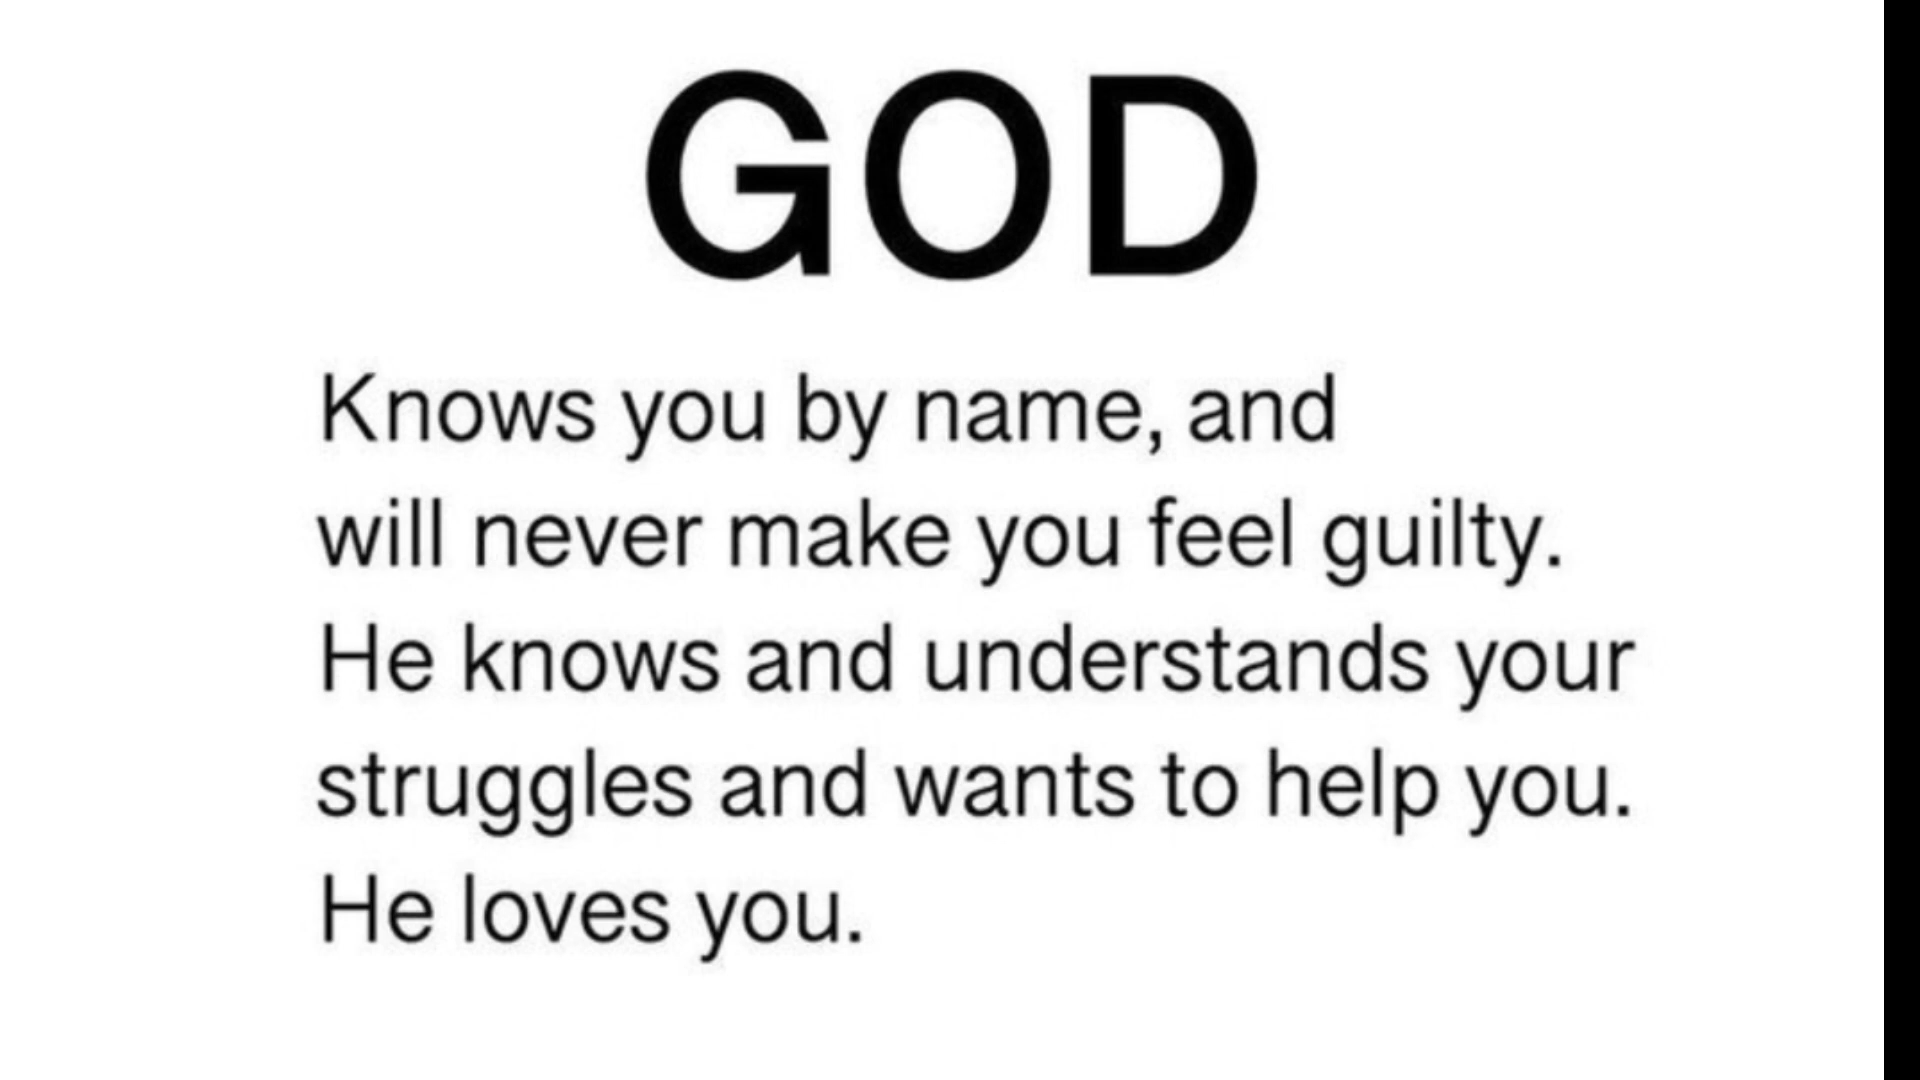 GOD
Knows you by name, and
will never make you feel guilty.
He knows and understands your
struggles and wants to help you.
He loves you.